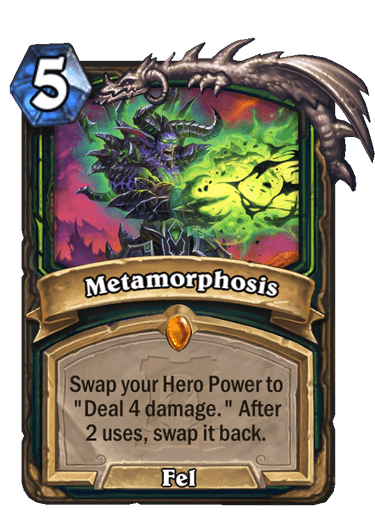 5
Metamorphosis
Swap your Hero Power to
"Deal 4 damage." After
2 uses, swap it back.
Fel